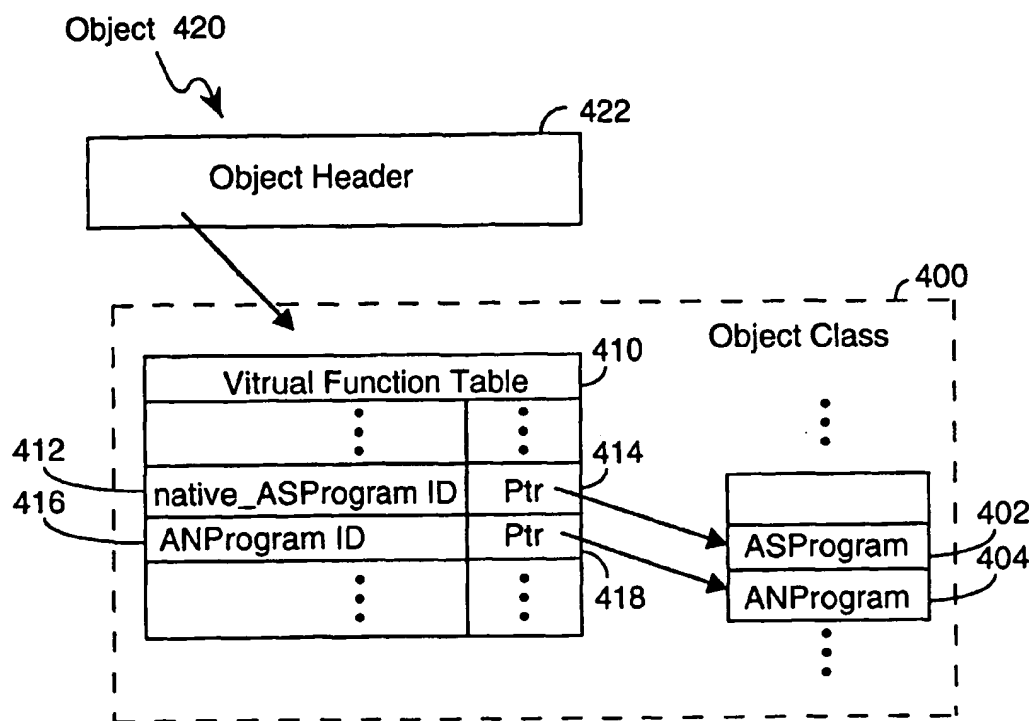 Object 420
422
Object Header
400
Object Class
410
Vitrual Function Table
412
414
native_ASProgram ID Ptr
416
ANProgram ID Ptr
418
402
ASProgram
404
ANProgram